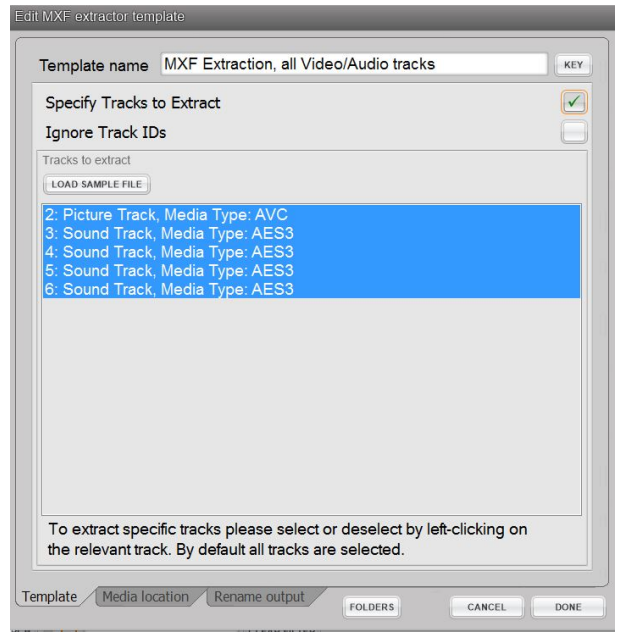 Edit MXF extractor template
Template name MXF Extraction, all Video/Audio tracks KEY
Specify Tracks to Extract
Ignore Track IDs
Tracks to extract
LOAD SAMPLE FILE
2: Picture Track, Media Type: AVC
3: Sound Track, Media Type: AES3
4: Sound Track, Media Type: AES3
5: Sound Track, Media Type: AES3
6: Sound Track, Media Type: AES3
To extract specific tracks please select or deselect by left-clicking on
the relevant track. By default all tracks are selected.
Template Media location Rename output FOLDERS CANCEL DONE